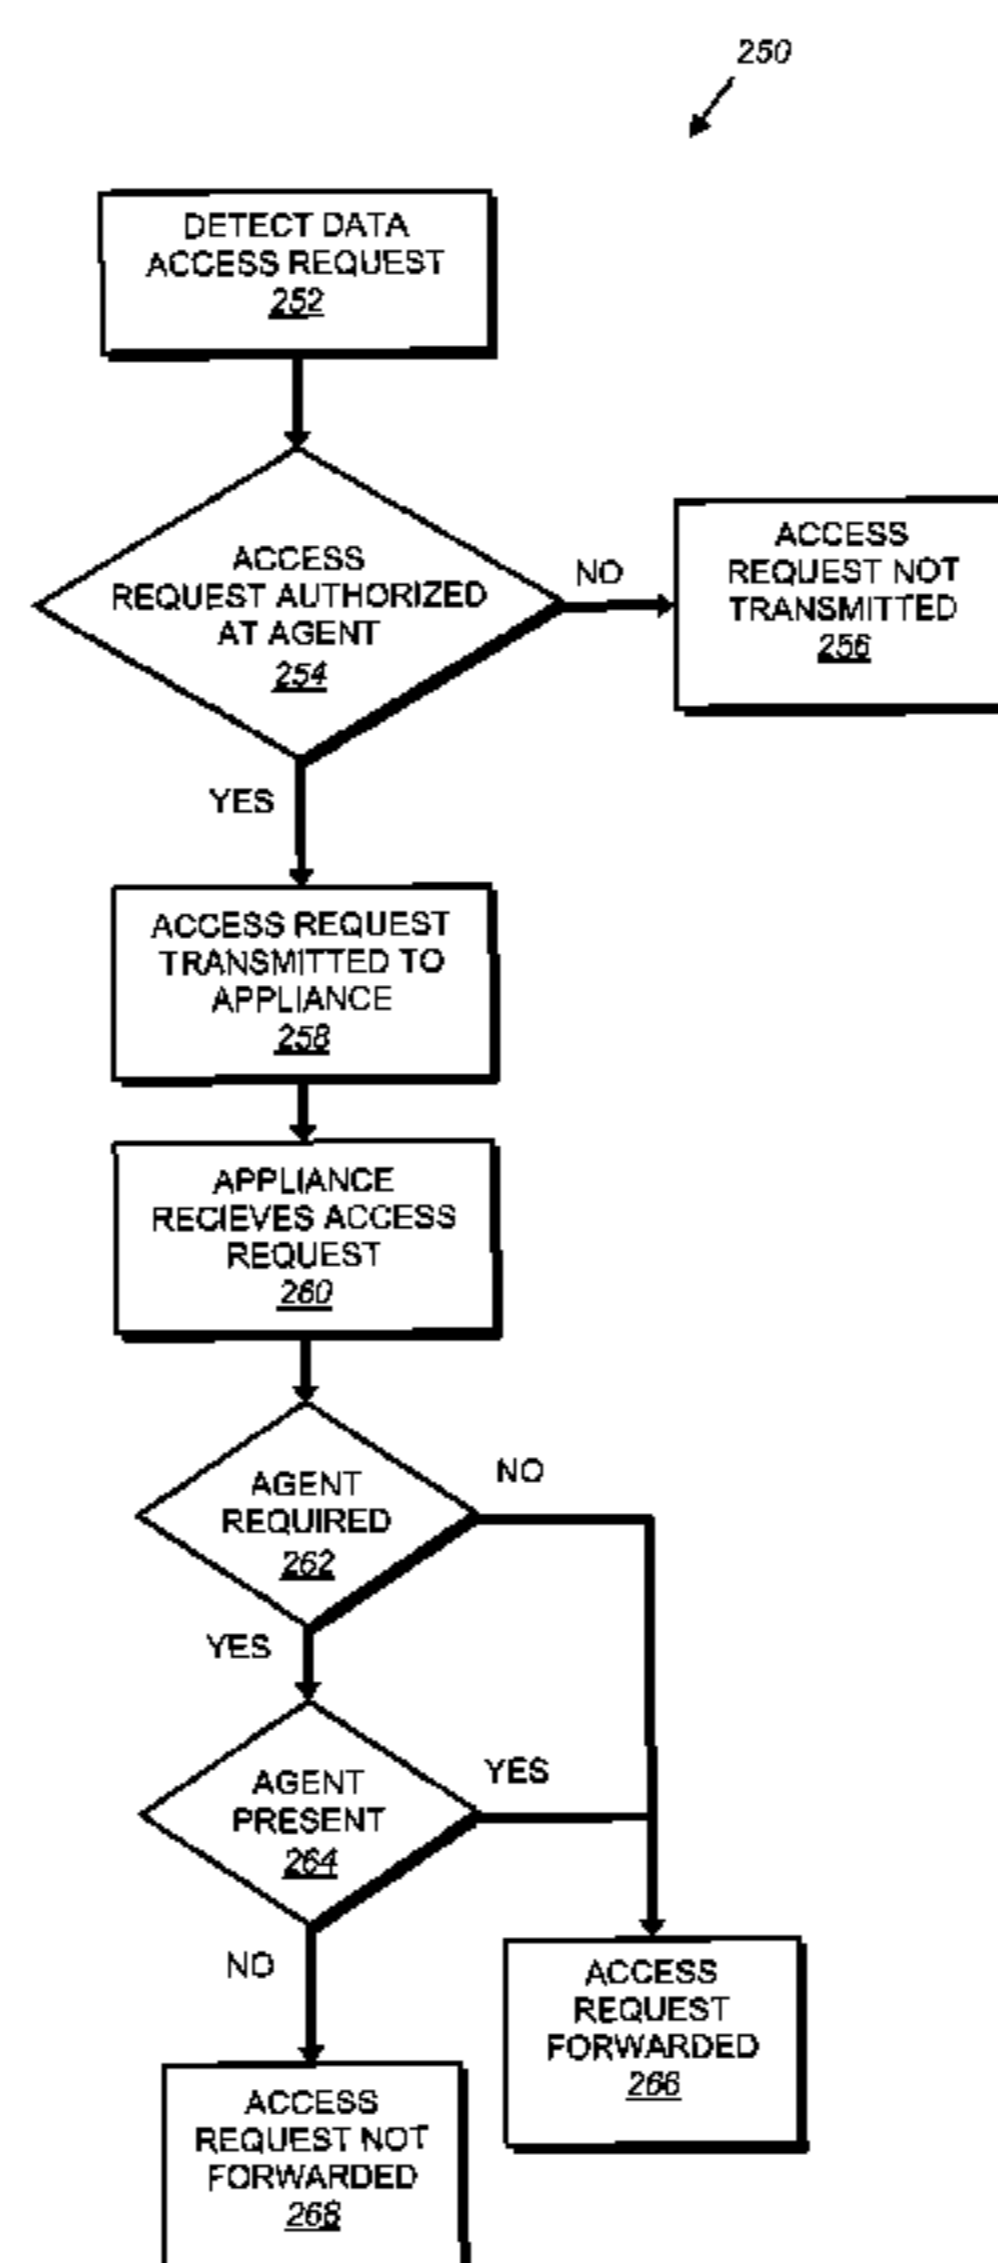 250
DETECT DATA
ACCESS REQUEST
252
ACCESS
REQUEST AUTHORIZED
AT AGENT
254
NO
ACCESS
REQUEST NOT
TRANSMITTED
256
YES
ACCESS REQUEST
TRANSMITTED TO
APPLIANCE
258
APPLIANCE
RECIEVES ACCESS
REQUEST
260
AGENT
REQUIRED
262
NO
YES
AGENT
PRESENT
264
YES
NO
ACCESS
REQUEST
FORWARDED
266
ACCESS
REQUEST NOT
FORWARDED
268